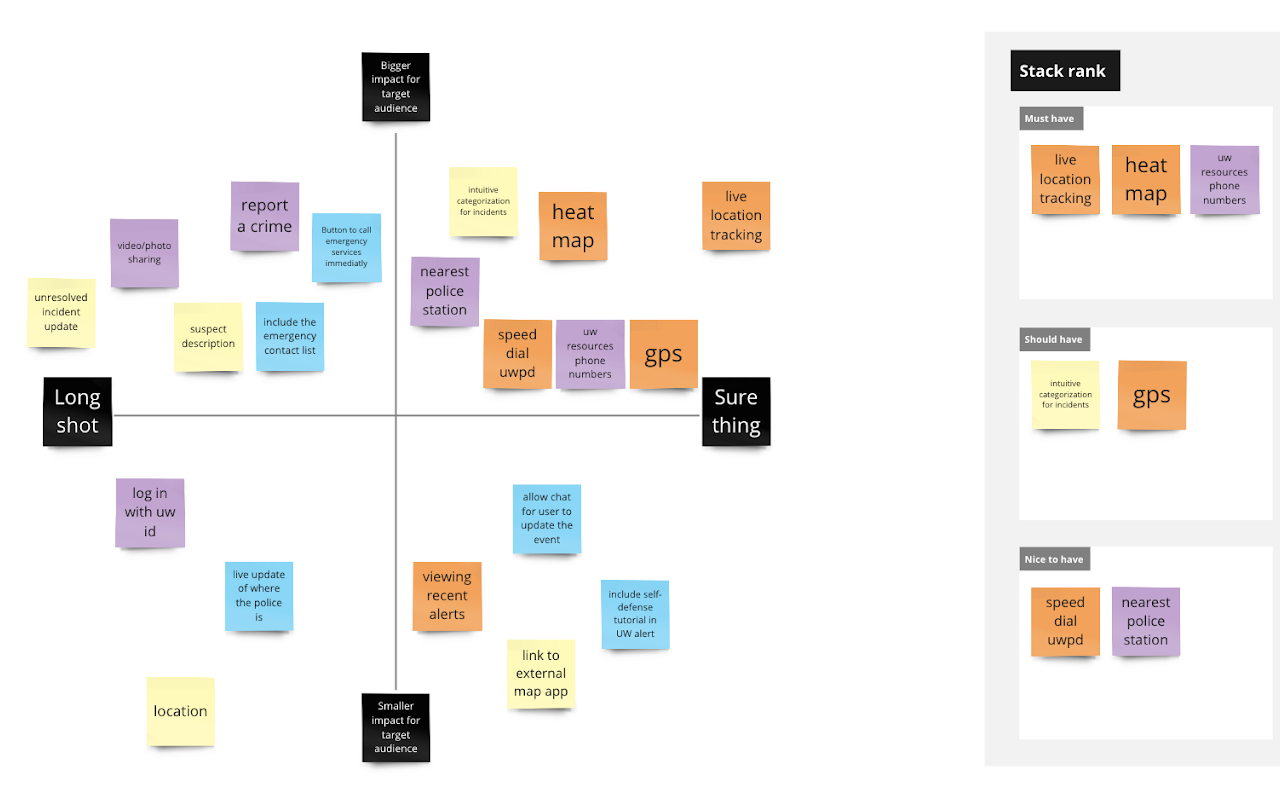 Bigger
impact for
target
audience
intuitive
categorization
for incidents
report
a crime
live
location
tracking
heat
map
Button to call
emergency
services
immediatly
video/photo
sharing
nearest
police
station
unresolved
incident
update
suspect
description
include the
emergency
contact list
speed
dial
uwpd
uw
resources
phone
numbers
gps
Long
shot
Sure
thing
log in
with uw
id
allow chat
for user to
update the
event
live update
of where
the police
is
viewing
recent
alerts
include self-
defense
tutorial in
UW alert
link to
external
map app
location
Smaller
impact for
target
audience
Stack rank
Must have
live
location
tracking
heat
map
uw
resources
phone
numbers
Should have
intuitive
categorization
for incidents
gps
Nice to have
speed
dial
uwpd
nearest
police
station